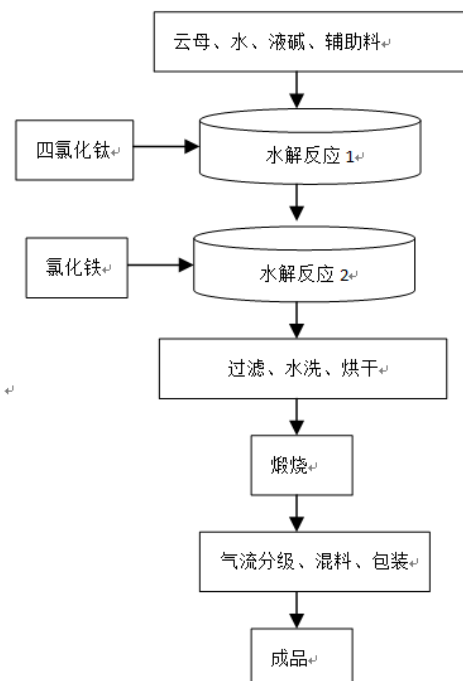 云母、水、液碱、辅助料
四氯化钛
水解反应 1
氯化铁
水解反应 2
过滤、水洗、烘干
煅烧
气流分级、混料、包装
成品